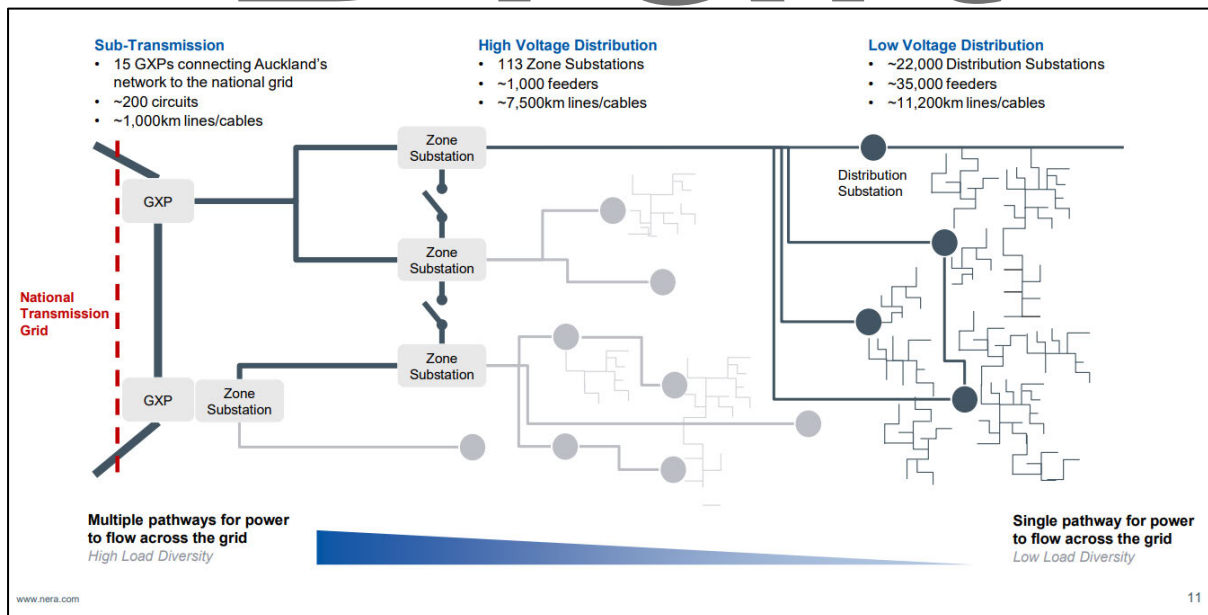 Sub-Transmission
• 15 GXPs connecting Auckland's
network to the national grid
• ~200 circuits
• ~1,000km lines/cables
High Voltage Distribution
• 113 Zone Substations
• ~1,000 feeders
• ~7,500km lines/cables
Low Voltage Distribution
• ~22,000 Distribution Substations
• ~35,000 feeders
• ~11,200km lines/cables
Zone
Substation
GXP
Distribution
Substation
Zone
Substation
National
Transmission
Grid
Zone
Substation
GXP
Zone
Substation
Multiple pathways for power
to flow across the grid
High Load Diversity
Single pathway for power
to flow across the grid
Low Load Diversity
www.nera.com
11